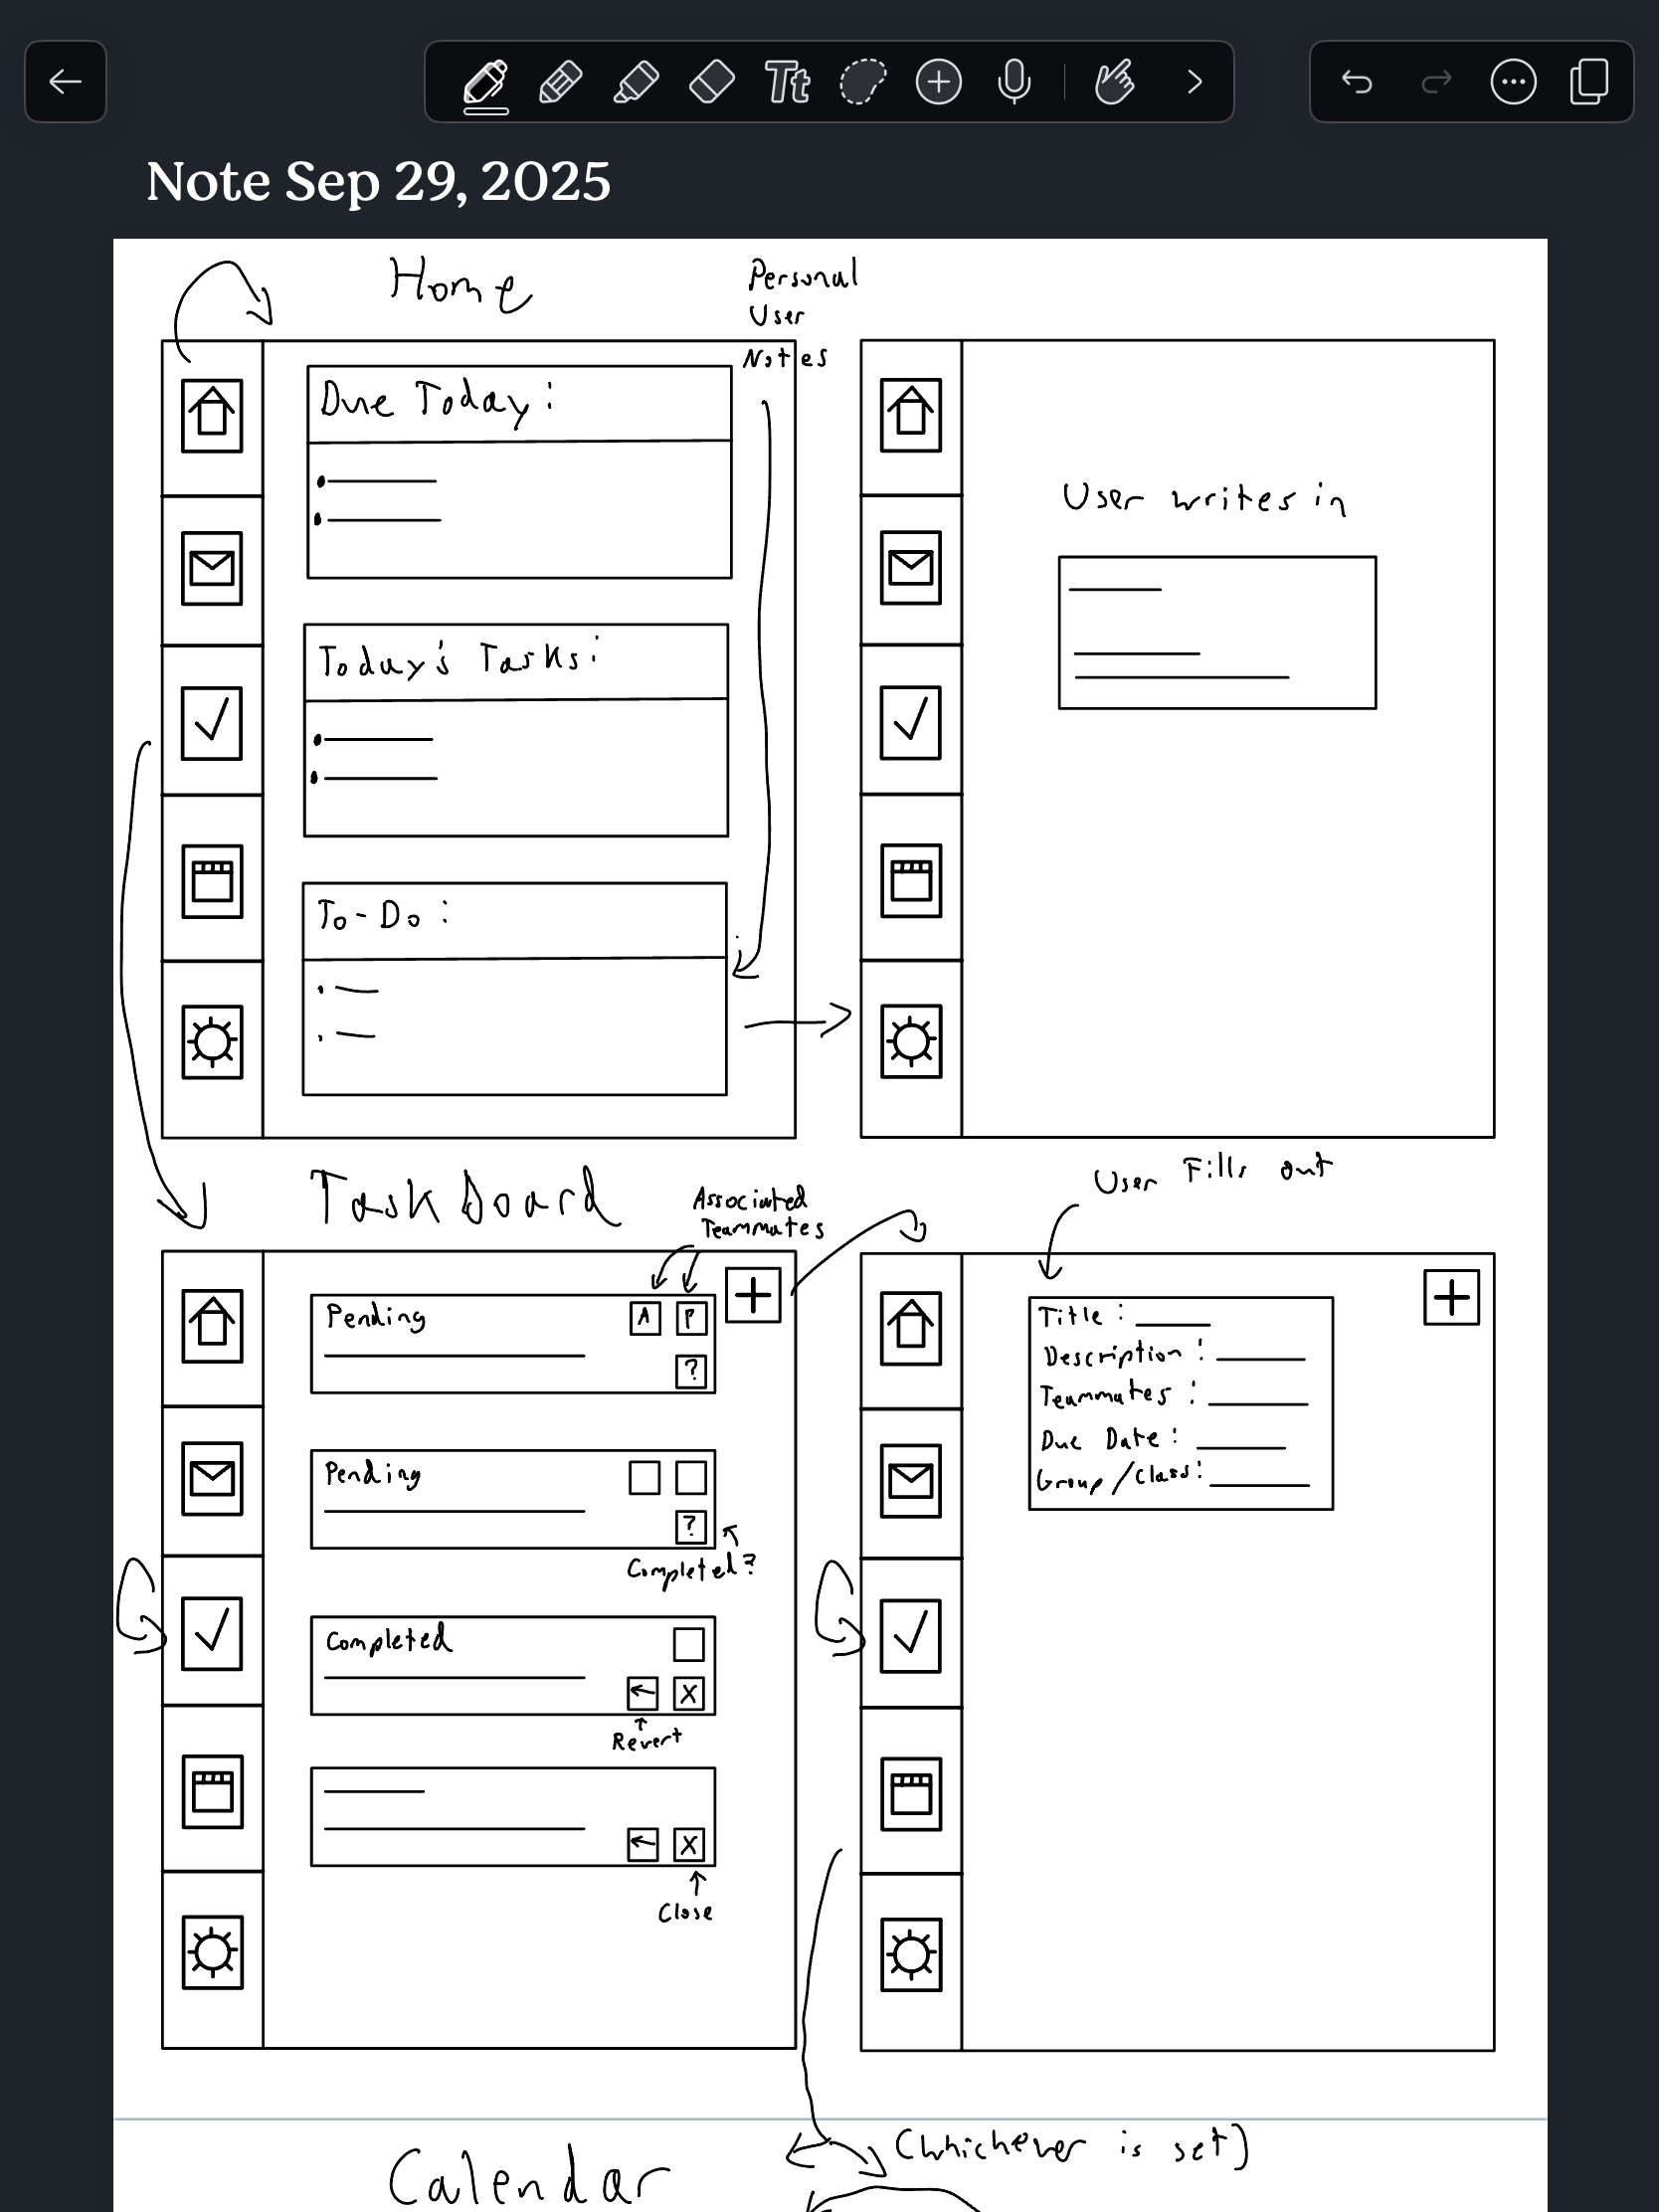 Note Sep 29, 2025
Home
Personal
User
Notes
Due Today:
User writes in
Today's Tasks:
To-Do:
Task Board
Associated
Teammates
User Fills out
Pending
A P
?
Title:
Description:
Teammates:
Due Date:
Group/Class:
Pending
?
Completed?
Completed
X
Revert
X
Close
(Whichever is set)
Calendar